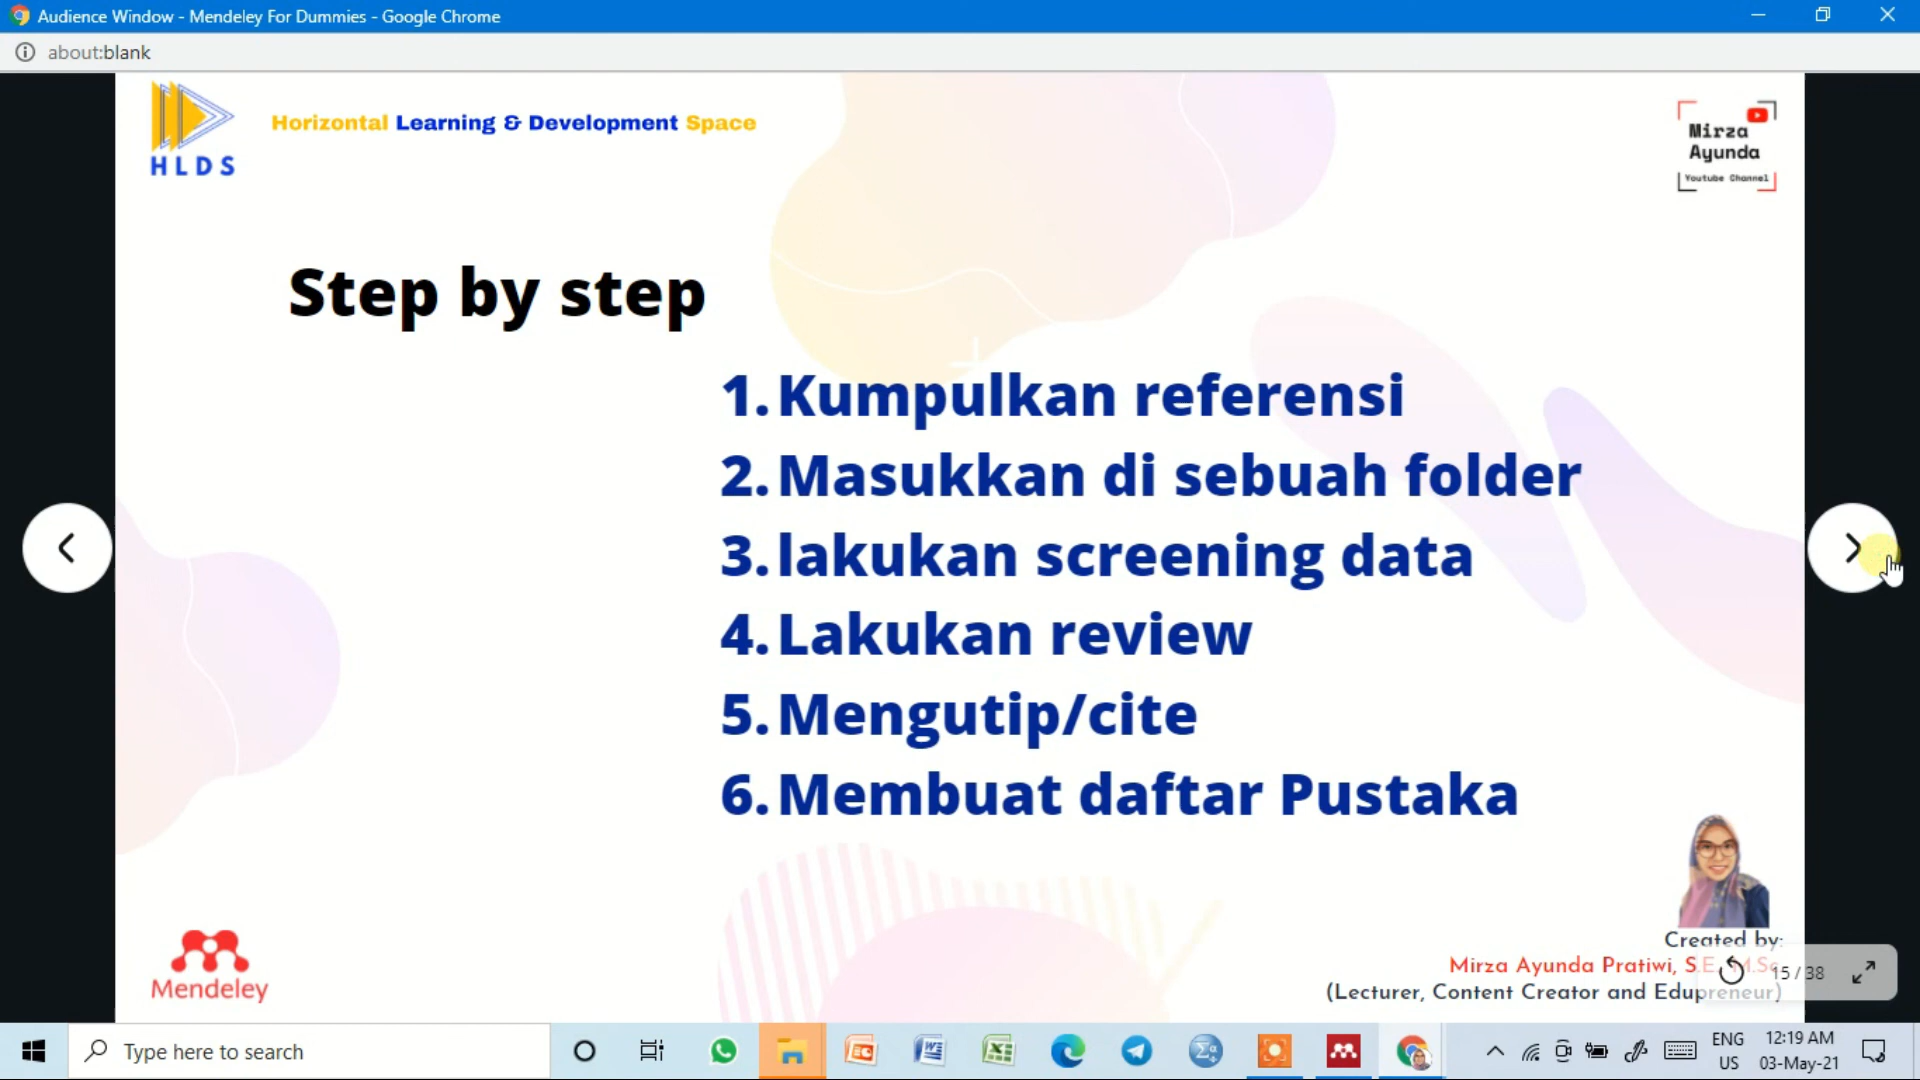 Audience Window - Mendeley For Dummies - Google Chrome
about:blank
HLDS
Horizontal Learning & Development Space
Mirza
Ayunda
Youtube Channel
Step by step
1. Kumpulkan referensi
2. Masukkan di sebuah folder
3. lakukan screening data
4. Lakukan review
5. Mengutip/cite
6. Membuat daftar Pustaka
Mendeley
Created by:
Mirza Ayunda Pratiwi, S.E., M.Sc
(Lecturer, Content Creator and Edupreneur)
15 / 38
Type here to search
ENG
US
12:19 AM
03-May-21